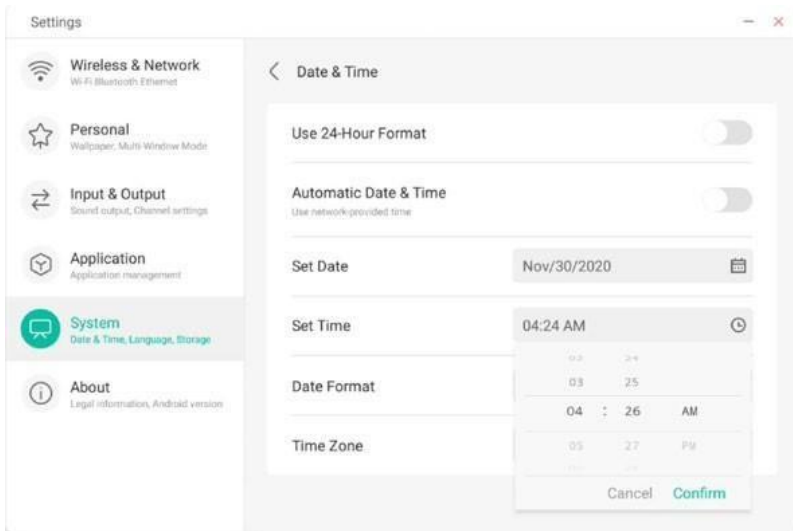 Settings
Wireless & Network
Wi-Fi Bluetooth Ethernet
Personal
Wallpaper, Multi-Window Mode
Input & Output
Sound output, Channel settings
Application
Application management
System
Date & Time, Language, Storage
About
Legal information, Android version
Date & Time
Use 24-Hour Format
Automatic Date & Time
Use network-provided time
Set Date
Nov/30/2020
Set Time
04:24 AM
Date Format
Time Zone
03 25
04 : 26 AM
05 27 PM
Cancel Confirm